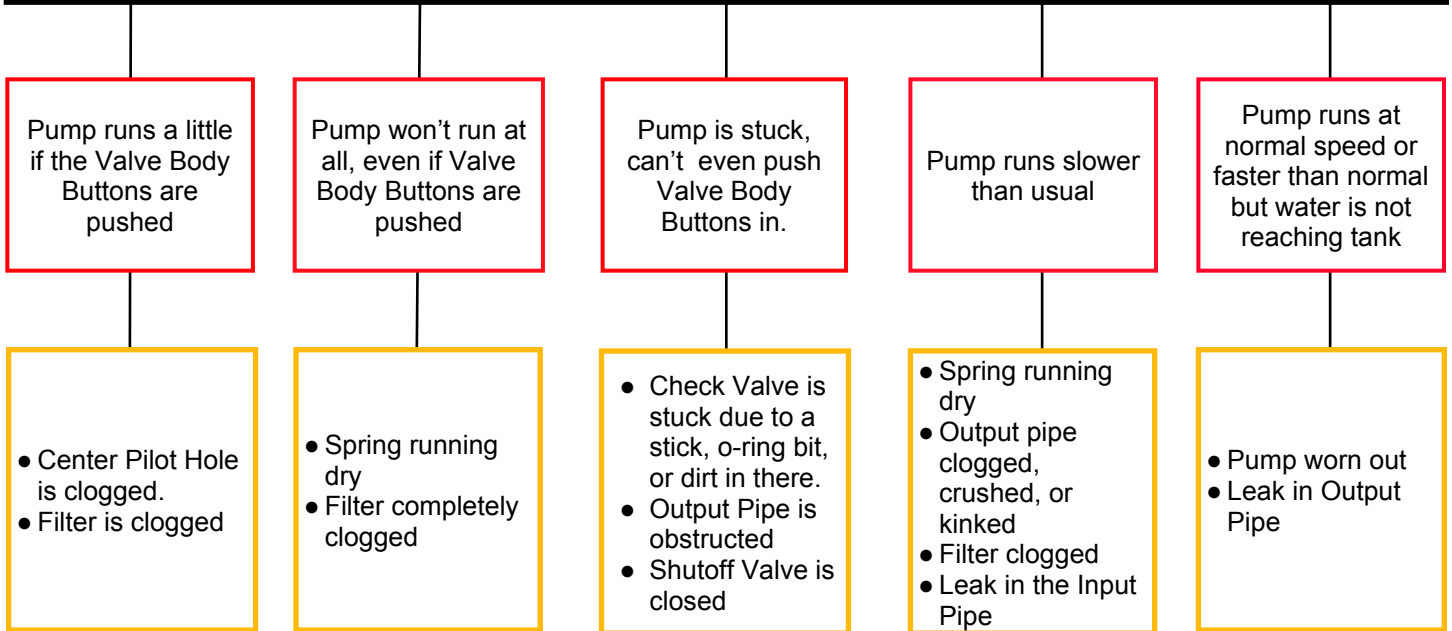 Pump runs a little
if the Valve Body
Buttons are
pushed
Pump won’t run at
all, even if Valve
Body Buttons are
pushed
Pump is stuck,
can’t even push
Valve Body
Buttons in.
Pump runs slower
than usual
Pump runs at
normal speed or
faster than normal
but water is not
reaching tank
● Center Pilot Hole
is clogged.
● Filter is clogged
● Spring running
dry
● Filter completely
clogged
● Check Valve is
stuck due to a
stick, o-ring bit,
or dirt in there.
● Output Pipe is
obstructed
● Shutoff Valve is
closed
● Spring running
dry
● Output pipe
clogged,
crushed, or
kinked
● Filter clogged
● Leak in the Input
Pipe
● Pump worn out
● Leak in Output
Pipe